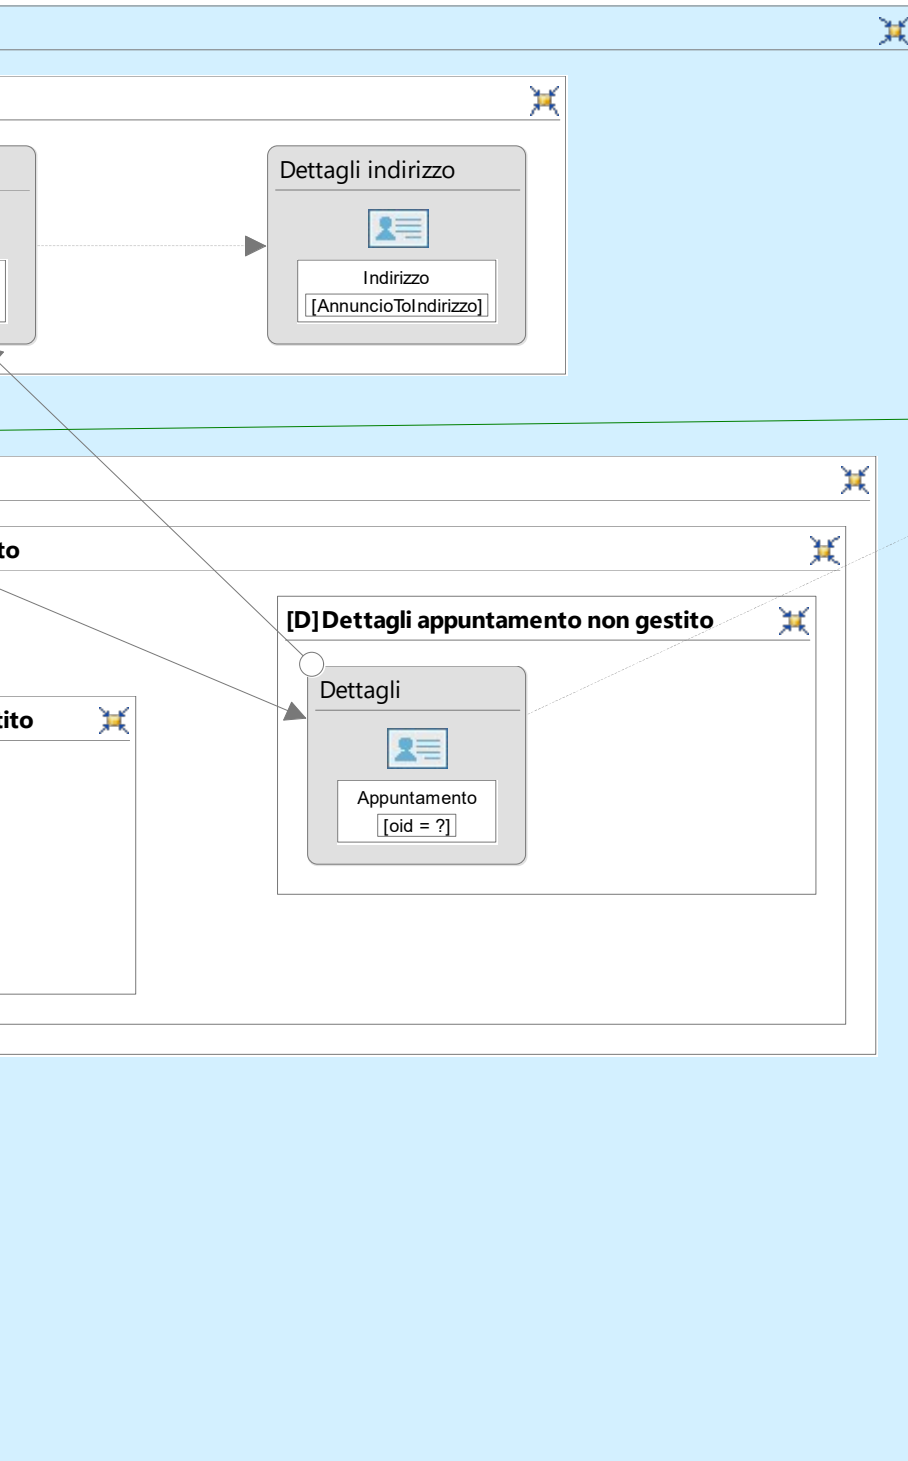 Dettagli indirizzo
Indirizzo
[AnnuncioToIndirizzo]
to
[D]Dettagli appuntamento non gestito
Dettagli
tito
Appuntamento
[oid = ?]